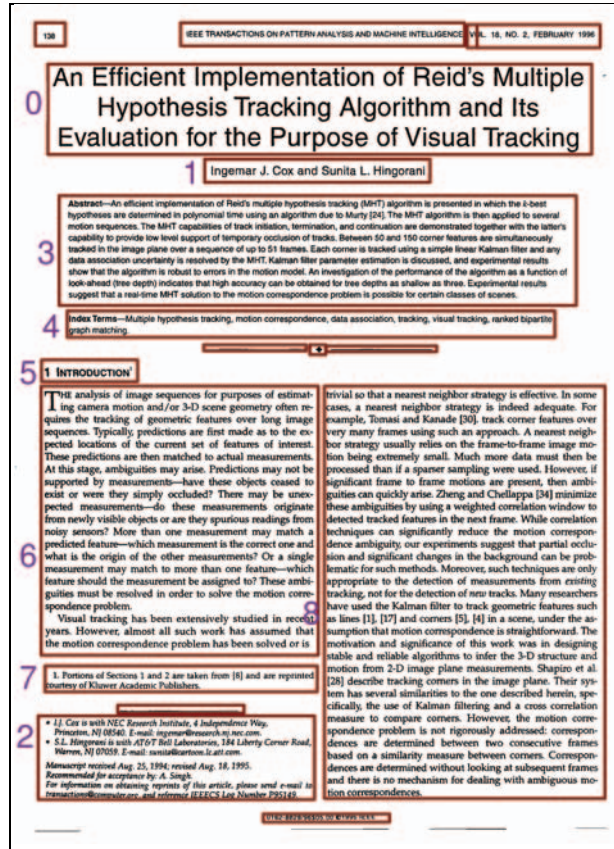 138
IEEE TRANSACTIONS ON PATTERN ANALYSIS AND MACHINE INTELLIGENCE, VOL. 18, NO. 2, FEBRUARY 1996
0
An Efficient Implementation of Reid's Multiple
Hypothesis Tracking Algorithm and Its
Evaluation for the Purpose of Visual Tracking
1
Ingemar J. Cox and Sunita L. Hingorani
3
Abstract—An efficient implementation of Reid's multiple hypothesis tracking (MHT) algorithm is presented in which the k-best
hypotheses are determined in polynomial time using an algorithm due to Murty [24]. The MHT algorithm is then applied to several
motion sequences. The MHT capabilities of track initiation, termination, and continuation are demonstrated together with the latter's
capability to provide low level support of temporary occlusion of tracks. Between 50 and 150 corner features are simultaneously
tracked in the image plane over a sequence of up to 51 frames. Each corner is tracked using a simple linear Kalman filter and any
data association uncertainty is resolved by the MHT. Kalman filter parameter estimation is discussed, and experimental results
show that the algorithm is robust to errors in the motion model. An investigation of the performance of the algorithm as a function of
look-ahead (tree depth) indicates that high accuracy can be obtained for tree depths as shallow as three. Experimental results
suggest that a real-time MHT solution to the motion correspondence problem is possible for certain classes of scenes.
4
Index Terms—Multiple hypothesis tracking, motion correspondence, data association, tracking, visual tracking, ranked bipartite
graph matching.
5
1 INTRODUCTION¹
6
THE analysis of image sequences for purposes of estimat-
ing camera motion and/or 3-D scene geometry often re-
quires the tracking of geometric features over long image
sequences. Typically, predictions are first made as to the ex-
pected locations of the current set of features of interest.
These predictions are then matched to actual measurements.
At this stage, ambiguities may arise. Predictions may not be
supported by measurements—have these objects ceased to
exist or were they simply occluded? There may be unex-
pected measurements—do these measurements originate
from newly visible objects or are they spurious readings from
noisy sensors? More than one measurement may match a
predicted feature—which measurement is the correct one and
what is the origin of the other measurements? Or a single
measurement may match to more than one feature—which
feature should the measurement be assigned to? These ambi-
guities must be resolved in order to solve the motion corre-
spondence problem.
Visual tracking has been extensively studied in recent
years. However, almost all such work has assumed that
the motion correspondence problem has been solved or is
7
1. Portions of Sections 1 and 2 are taken from [8] and are reprinted
courtesy of Kluwer Academic Publishers.
2
• I.J. Cox is with NEC Research Institute, 4 Independence Way,
Princeton, NJ 08540. E-mail: ingemar@research.nj.nec.com.
• S.L. Hingorani is with AT&T Bell Laboratories, 184 Liberty Corner Road,
Warren, NJ 07059. E-mail: sunita@cartoon.lc.att.com.
Manuscript received Aug. 25, 1994; revised Aug. 18, 1995.
Recommended for acceptance by A. Singh.
For information on obtaining reprints of this article, please send e-mail to
transactions@computer.org, and reference IEEECS Log Number P95149.
8
trivial so that a nearest neighbor strategy is effective. In some
cases, a nearest neighbor strategy is indeed adequate. For
example, Tomasi and Kanade [30], track corner features over
very many frames using such an approach. A nearest neigh-
bor strategy usually relies on the frame-to-frame image mo-
tion being extremely small. Much more data must then be
processed than if a sparser sampling were used. However, if
significant frame to frame motions are present, then ambi-
guities can quickly arise. Zheng and Chellappa [34] minimize
these ambiguities by using a weighted correlation window to
detected tracked features in the next frame. While correlation
techniques can significantly reduce the motion correspond-
ence ambiguity, our experiments suggest that partial occlu-
sion and significant changes in the background can be prob-
lematic for such methods. Moreover, such techniques are only
appropriate to the detection of measurements from existing
tracking, not for the detection of new tracks. Many researchers
have used the Kalman filter to track geometric features such
as lines [1], [17] and corners [5], [4] in a scene, under the as-
sumption that motion correspondence is straightforward. The
motivation and significance of this work was in designing
stable and reliable algorithms to infer the 3-D structure and
motion from 2-D image plane measurements. Shapiro et al.
[28] describe tracking corners in the image plane. Their sys-
tem has several similarities to the one described herein, spe-
cifically, the use of Kalman filtering and a cross correlation
measure to compare corners. However, the motion corre-
spondence problem is not rigorously addressed: correspon-
dences are determined between two consecutive frames
based on a similarity measure between corners. Correspon-
dences are determined without looking at subsequent frames
and there is no mechanism for dealing with ambiguous mo-
tion correspondences.